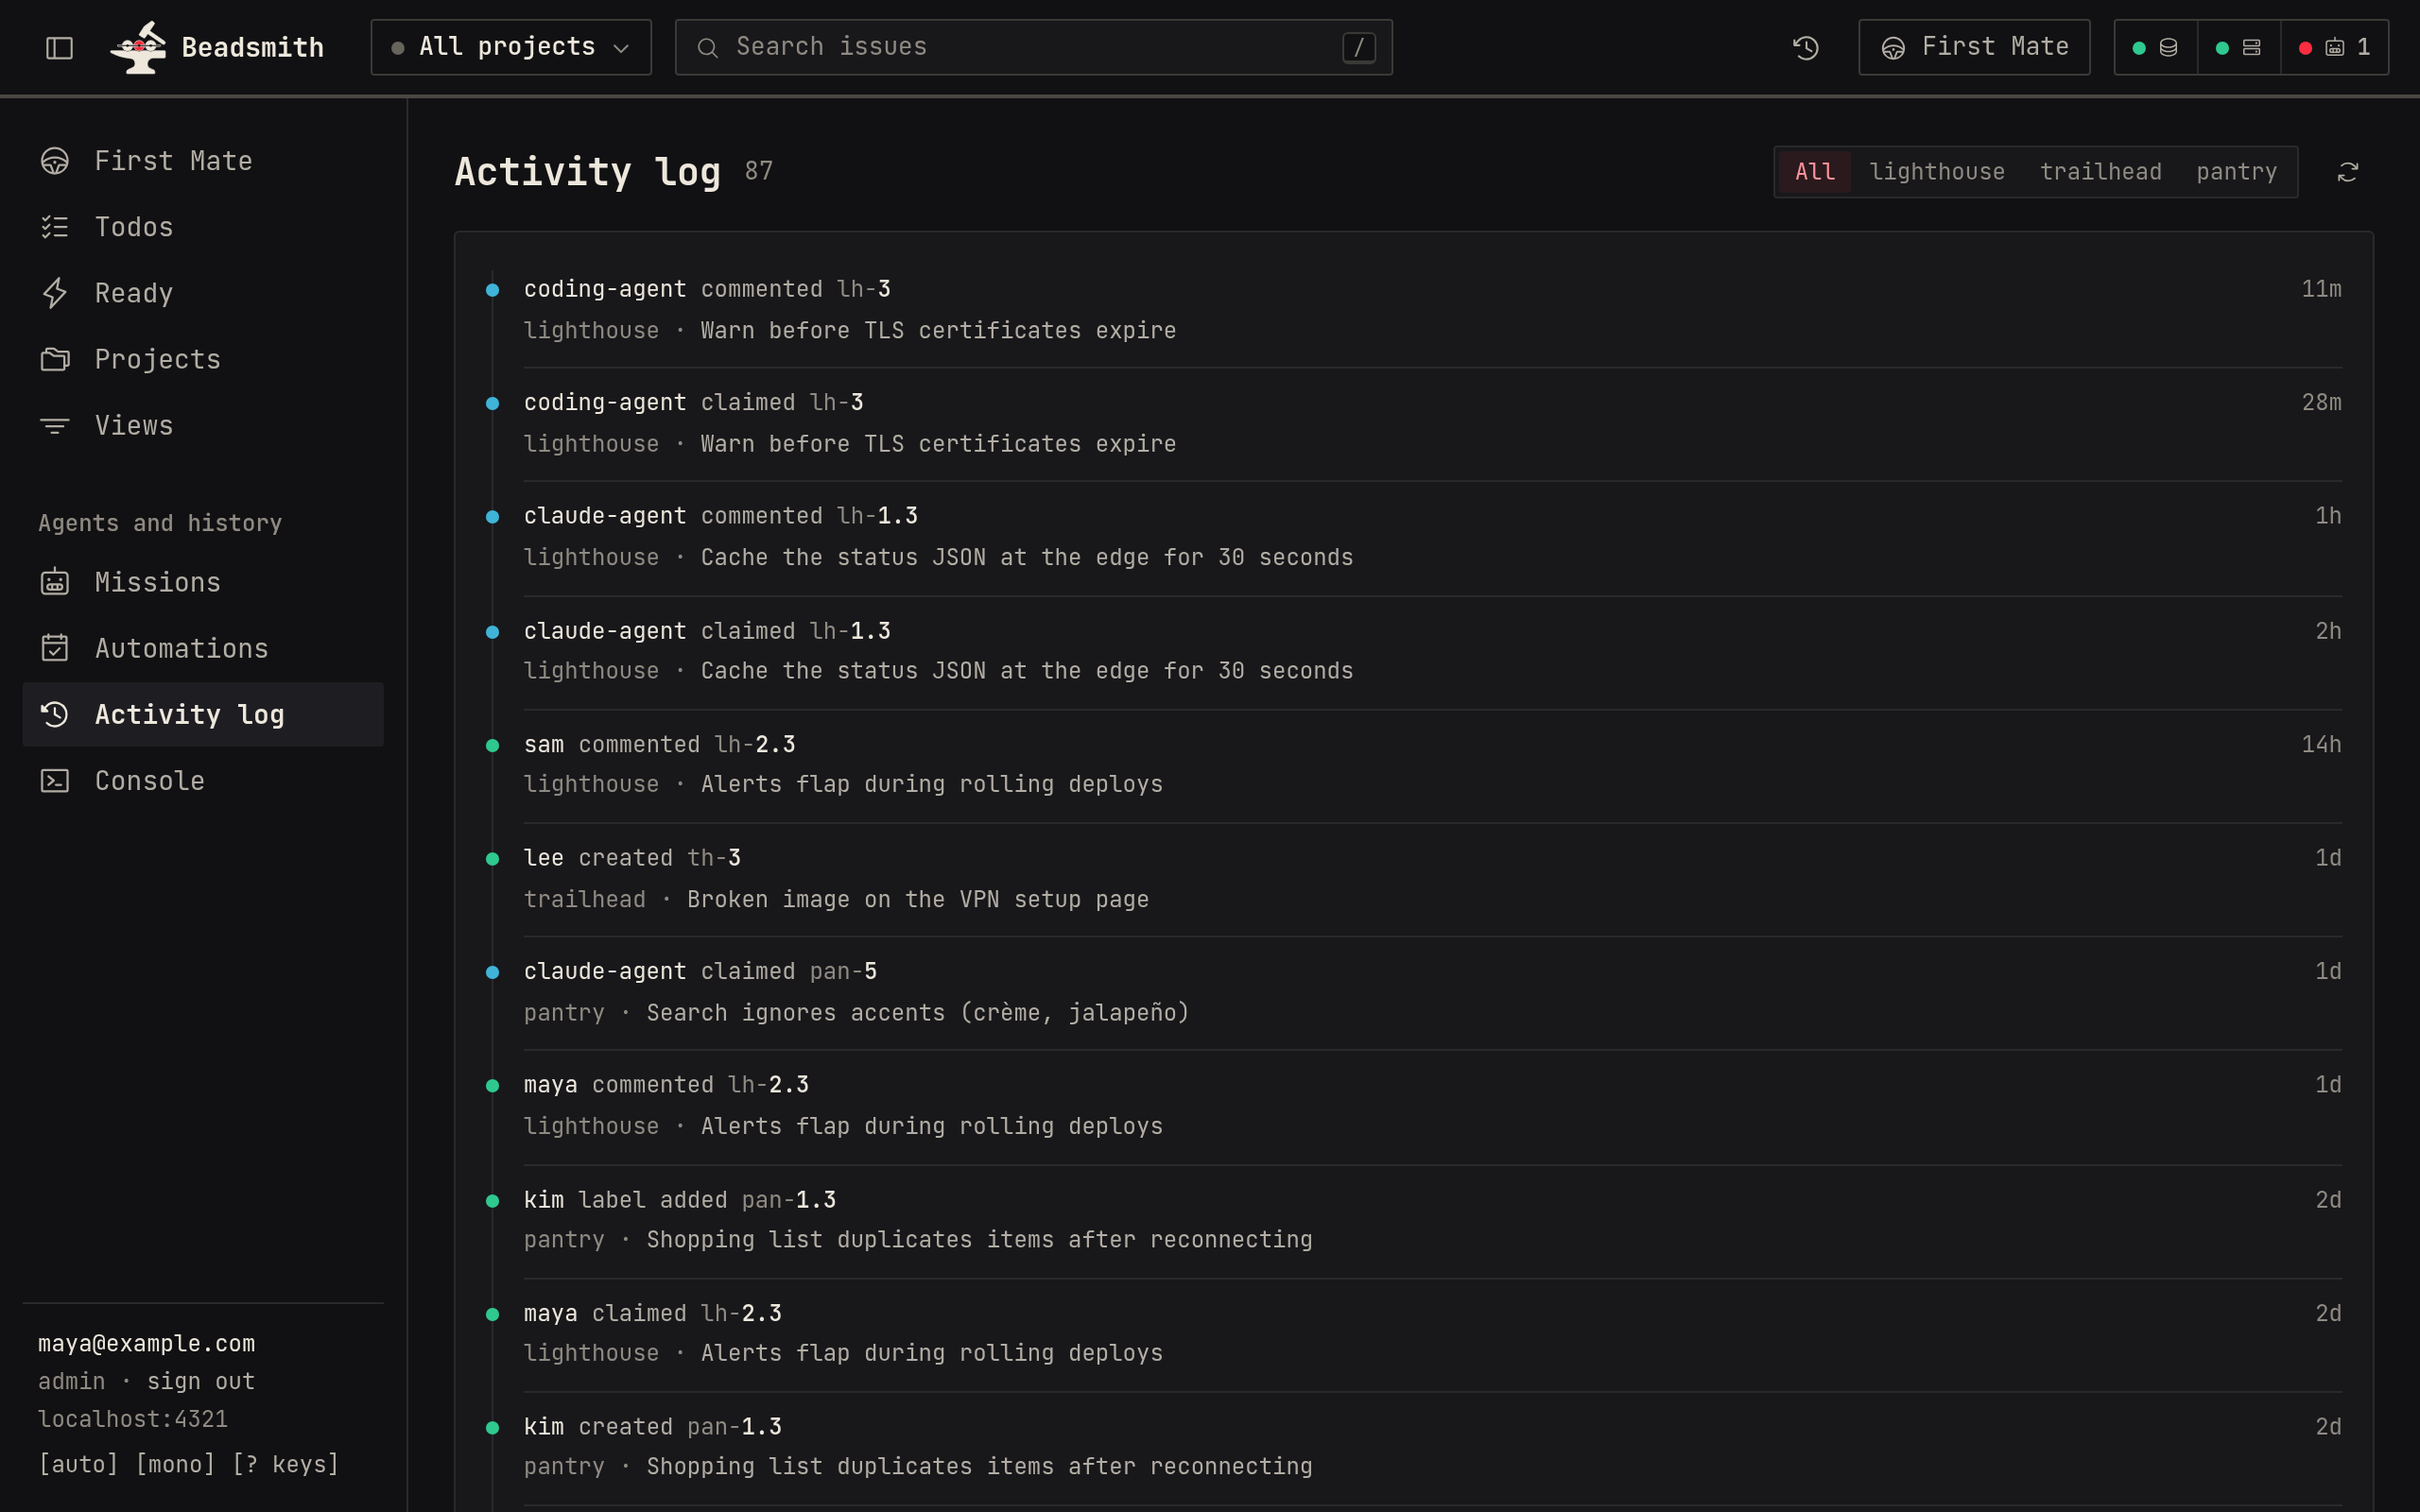 Beadsmith
All projects
Search issues
/
First Mate
1
First Mate
Todos
Ready
Projects
Views
Agents and history
Missions
Automations
Activity log
Console
maya@example.com
admin · sign out
localhost:4321
[auto] [mono] [? keys]
Activity log 87
All lighthouse trailhead pantry
coding-agent commented lh-3 11m
lighthouse · Warn before TLS certificates expire
coding-agent claimed lh-3 28m
lighthouse · Warn before TLS certificates expire
claude-agent commented lh-1.3 1h
lighthouse · Cache the status JSON at the edge for 30 seconds
claude-agent claimed lh-1.3 2h
lighthouse · Cache the status JSON at the edge for 30 seconds
sam commented lh-2.3 14h
lighthouse · Alerts flap during rolling deploys
lee created th-3 1d
trailhead · Broken image on the VPN setup page
claude-agent claimed pan-5 1d
pantry · Search ignores accents (crème, jalapeño)
maya commented lh-2.3 1d
lighthouse · Alerts flap during rolling deploys
kim label added pan-1.3 2d
pantry · Shopping list duplicates items after reconnecting
maya claimed lh-2.3 2d
lighthouse · Alerts flap during rolling deploys
kim created pan-1.3 2d
pantry · Shopping list duplicates items after reconnecting